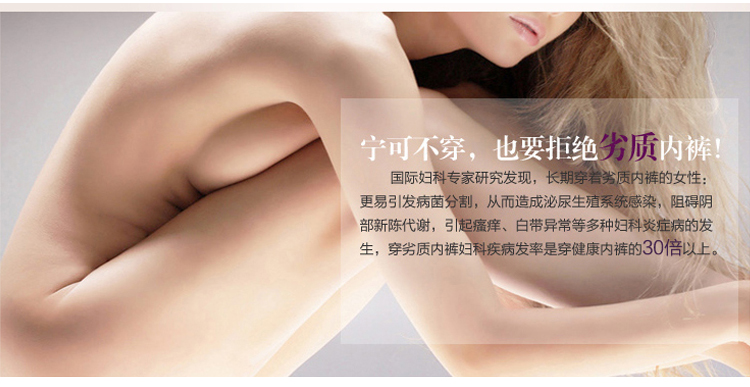 宁可不穿，也要拒绝劣质内裤！
国际妇科专家研究发现，长期穿着劣质内裤的女性：
更易引发病菌分割，从而造成泌尿生殖系统感染，阻碍阴
部新陈代谢，引起瘙痒、白带异常等多种妇科炎症病的发
生，穿劣质内裤妇科疾病发率是穿健康内裤的30倍以上。